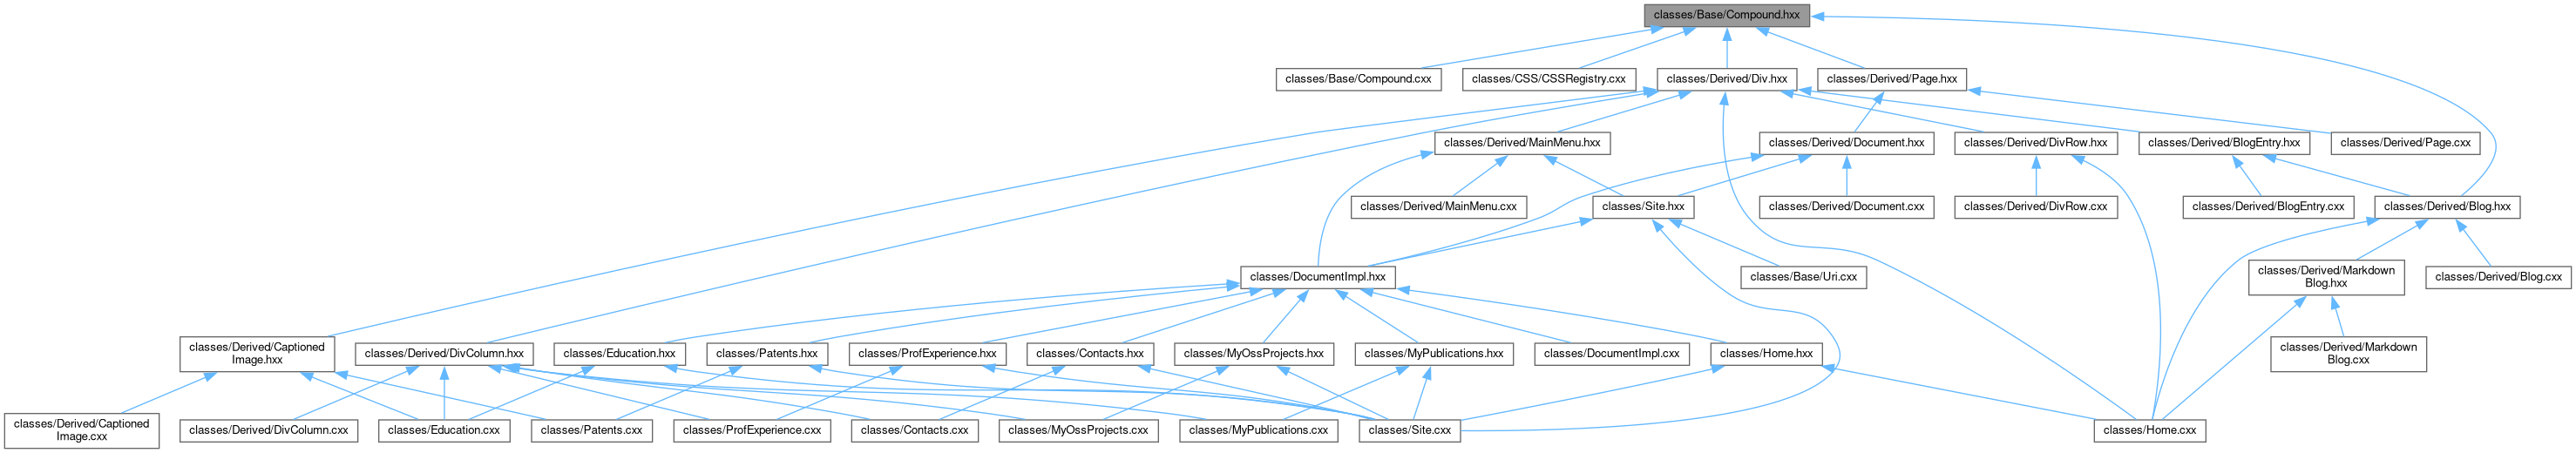 classes/Base/Compound.hxx
classes/Base/Compound.cxx
classes/CSS/CSSRegistry.cxx
classes/Derived/Div.hxx
classes/Derived/Page.hxx
classes/Derived/MainMenu.hxx
classes/Derived/Document.hxx
classes/Derived/DivRow.hxx
classes/Derived/BlogEntry.hxx
classes/Derived/Page.cxx
classes/Derived/MainMenu.cxx
classes/Site.hxx
classes/Derived/Document.cxx
classes/Derived/DivRow.cxx
classes/Derived/BlogEntry.cxx
classes/Derived/Blog.hxx
classes/DocumentImpl.hxx
classes/Base/Uri.cxx
classes/Derived/Markdown
Blog.hxx
classes/Derived/Blog.cxx
classes/Derived/Captioned
Image.hxx
classes/Derived/DivColumn.hxx
classes/Education.hxx
classes/Patents.hxx
classes/ProfExperience.hxx
classes/Contacts.hxx
classes/MyOssProjects.hxx
classes/MyPublications.hxx
classes/DocumentImpl.cxx
classes/Home.hxx
classes/Derived/Markdown
Blog.cxx
classes/Derived/Captioned
Image.cxx
classes/Derived/DivColumn.cxx
classes/Education.cxx
classes/Patents.cxx
classes/ProfExperience.cxx
classes/Contacts.cxx
classes/MyOssProjects.cxx
classes/MyPublications.cxx
classes/Site.cxx
classes/Home.cxx